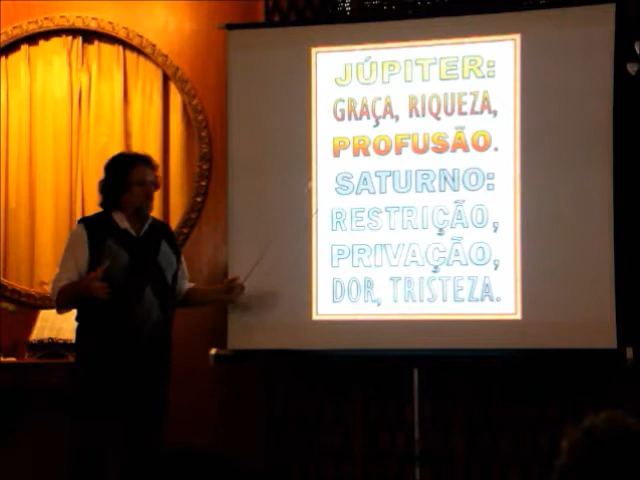 JÚPITER:
GRAÇA, RIQUEZA,
PROFUSÃO.
SATURNO:
RESTRIÇÃO,
PRIVAÇÃO,
DOR, TRISTEZA.